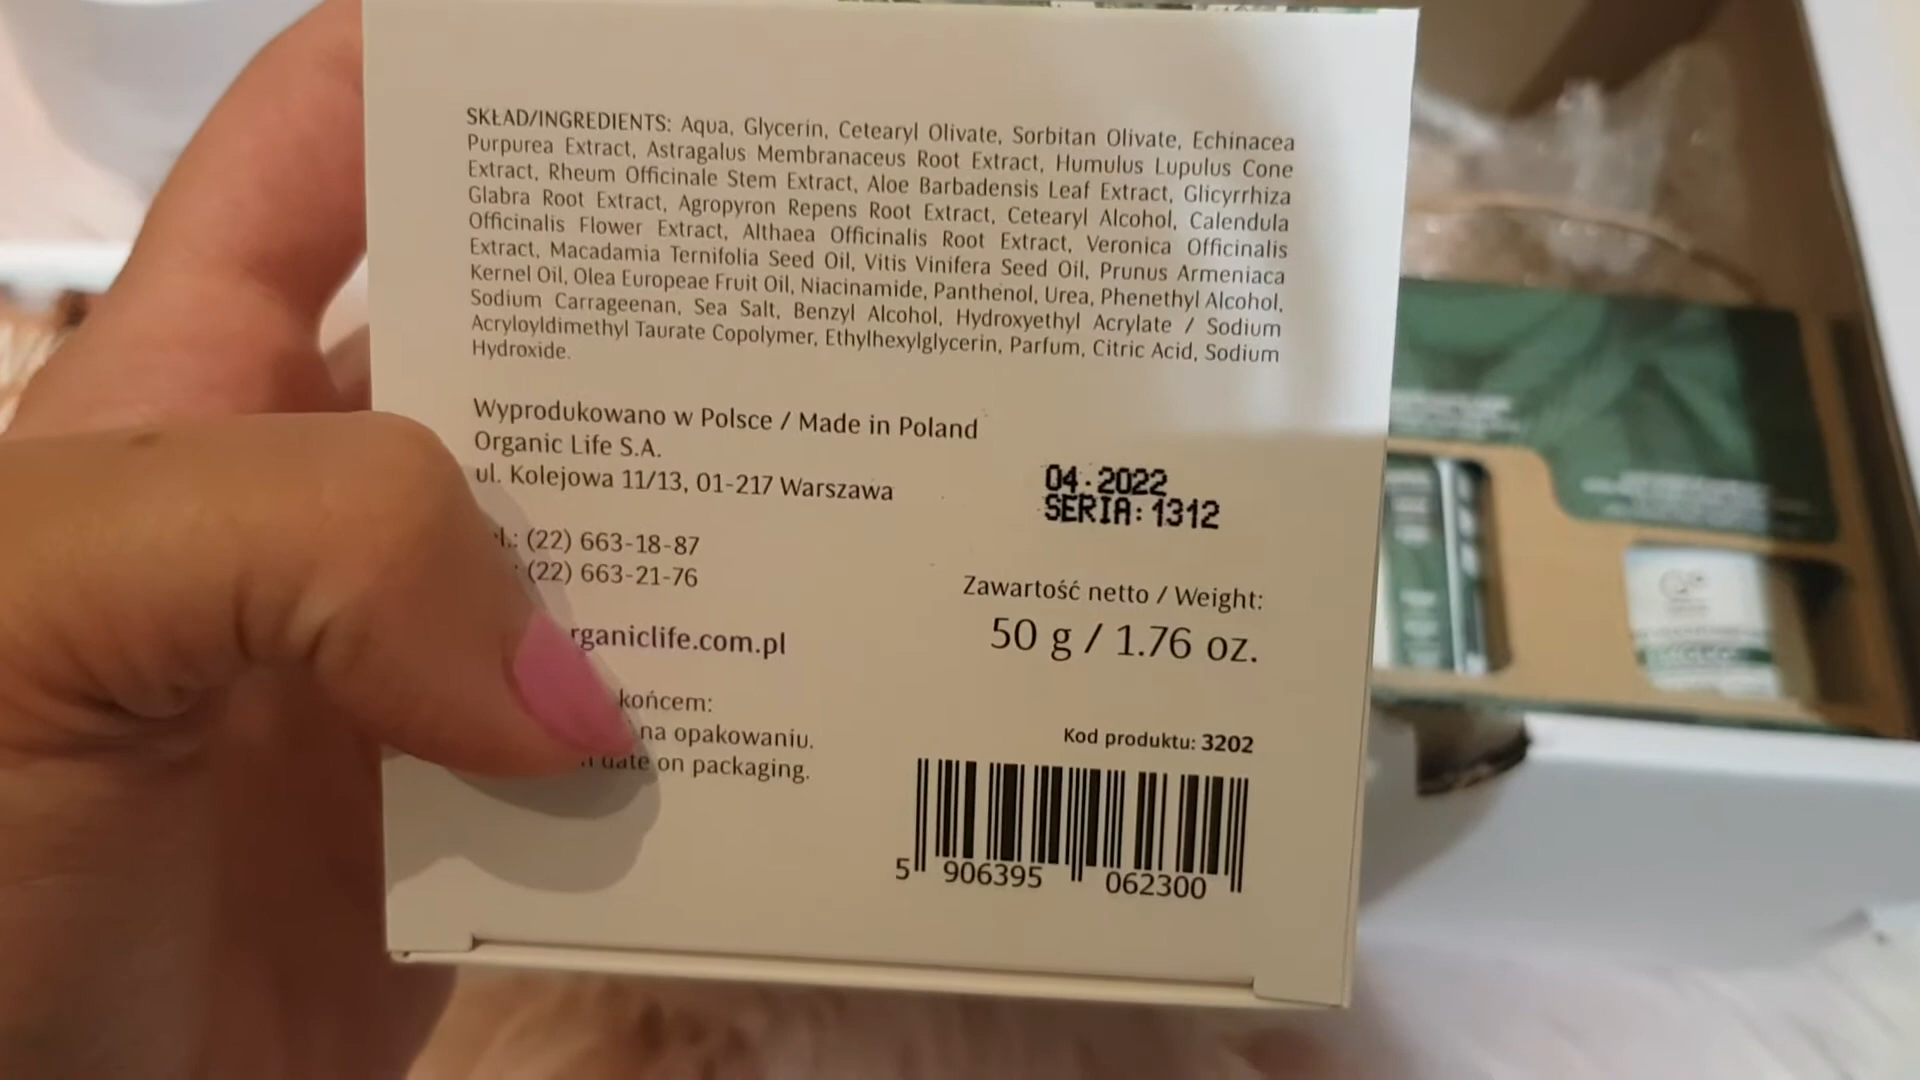 SKŁAD/INGREDIENTS: Aqua, Glycerin, Cetearyl Olivate, Sorbitan Olivate, Echinacea
Purpurea Extract, Astragalus Membranaceus Root Extract, Humulus Lupulus Cone
Extract, Rheum Officinale Stem Extract, Aloe Barbadensis Leaf Extract, Glicyrrhiza
Glabra Root Extract, Agropyron Repens Root Extract, Cetearyl Alcohol, Calendula
Officinalis Flower Extract, Althaea Officinalis Root Extract, Veronica Officinalis
Extract, Macadamia Ternifolia Seed Oil, Vitis Vinifera Seed Oil, Prunus Armeniaca
Kernel Oil, Olea Europeae Fruit Oil, Niacinamide, Panthenol, Urea, Phenethyl Alcohol,
Sodium Carrageenan, Sea Salt, Benzyl Alcohol, Hydroxyethyl Acrylate / Sodium
Acryloyldimethyl Taurate Copolymer, Ethylhexylglycerin, Parfum, Citric Acid, Sodium
Hydroxide.
Wyprodukowano w Polsce / Made in Poland
Organic Life S.A.
ul. Kolejowa 11/13, 01-217 Warszawa
04.2022
SERIA: 1312
l.: (22) 663-18-87
(22) 663-21-76
rganiclife.com.pl
Zawartość netto / Weight:
50 g / 1.76 oz.
końcem:
na opakowaniu.
date on packaging.
Kod produktu: 3202
5 906395 062300